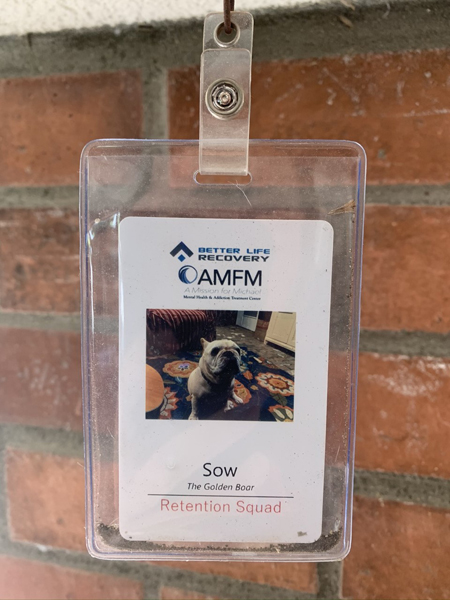 BETTER LIFE
RECOVERY
AMFM
A Mission for Michael
Mental Health & Addiction Treatment Center
Sow
The Golden Boar
Retention Squad